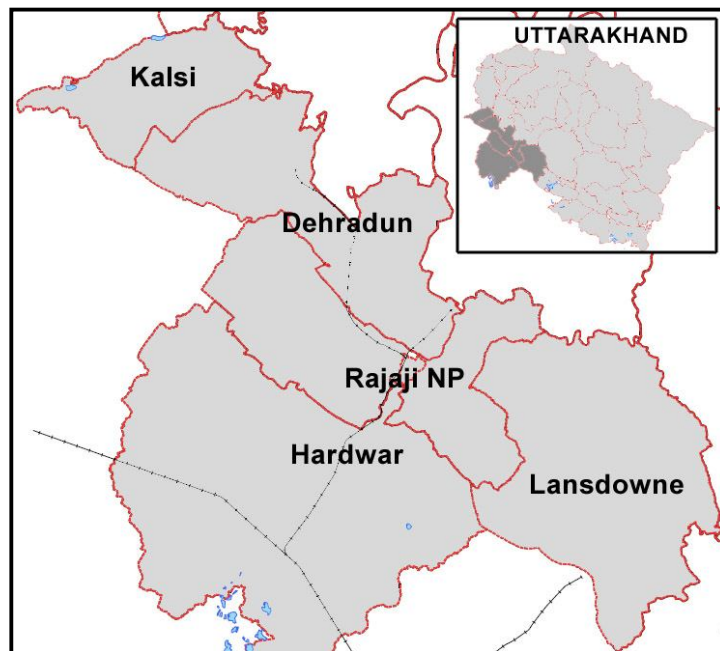 UTTARAKHAND
Kalsi
Dehradun
Rajaji NP
Hardwar
Lansdowne